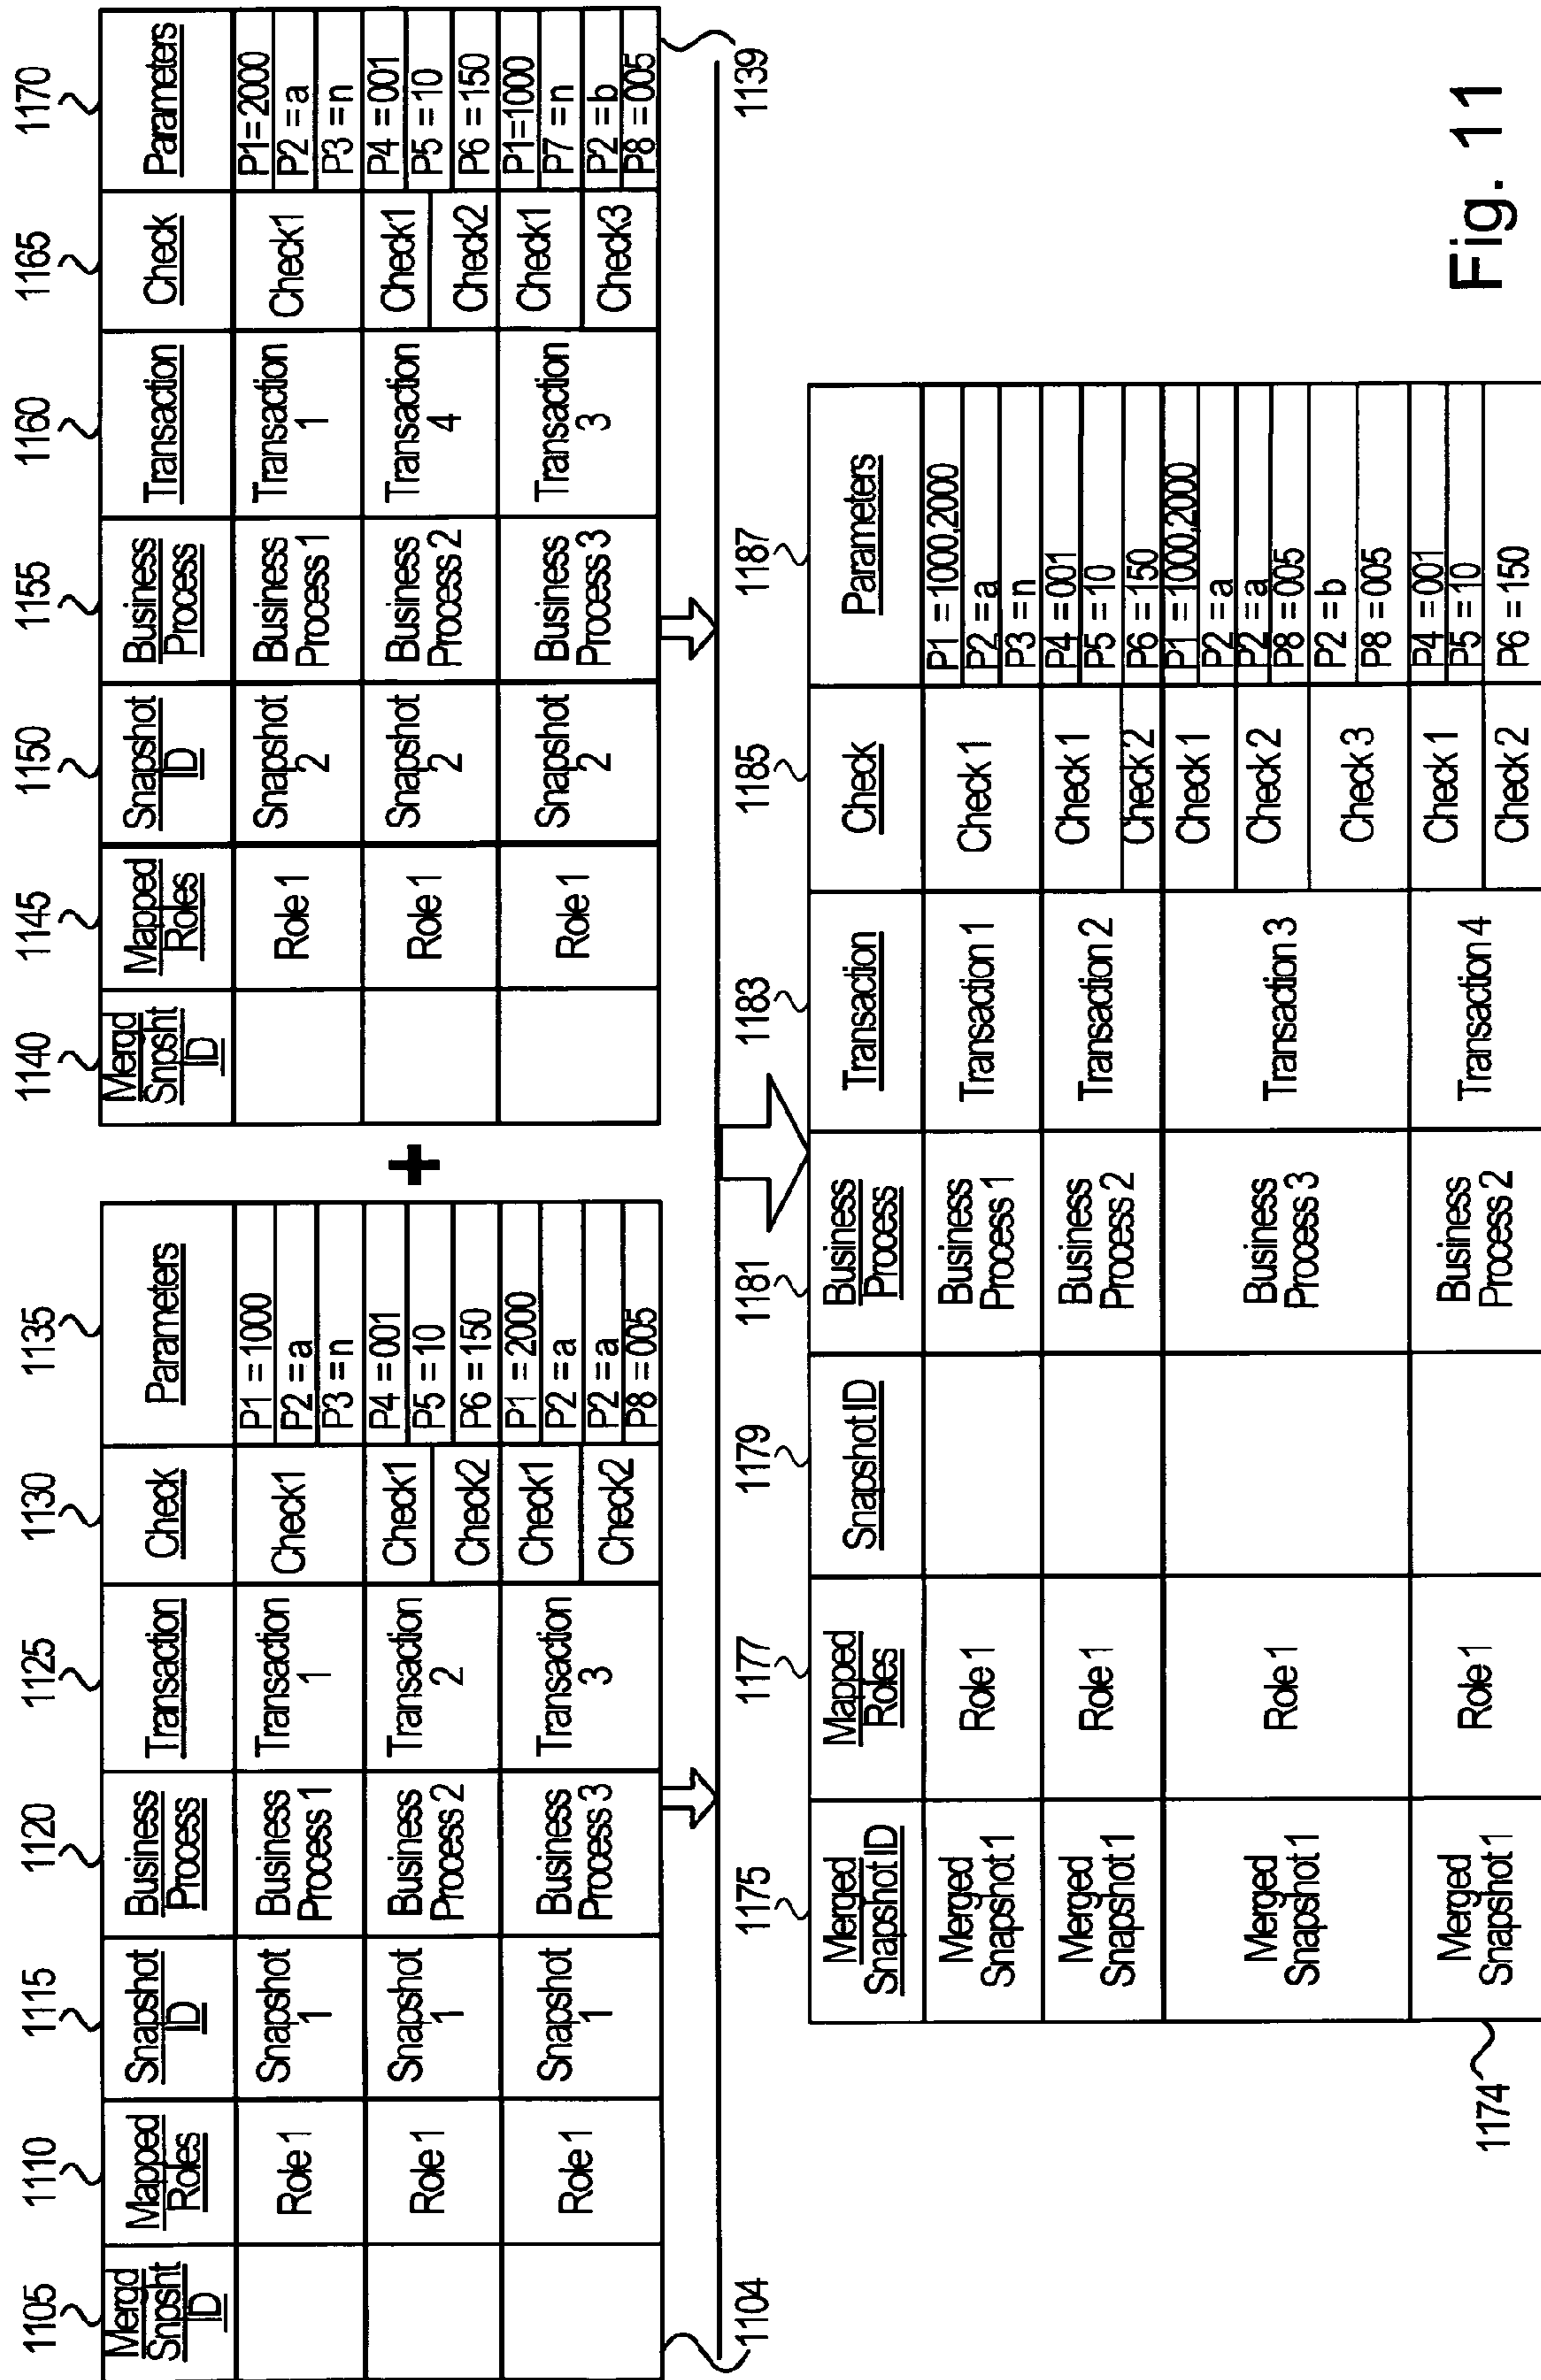 1105 1110 1115 1120 1125 1130 1135
Mergd Snpsht ID | Mapped Roles | Snapshot ID | Business Process | Transaction | Check | Parameters
Role 1 | Snapshot 1 | Business Process 1 | Transaction 1 | Check1 | P1 = 1000
P2 = a
P3 = n
Role 1 | Snapshot 1 | Business Process 2 | Transaction 2 | Check1 | P4 = 001
P5 = 10
Check2 | P6 = 150
Role 1 | Snapshot 1 | Business Process 3 | Transaction 3 | Check1 | P1 = 2000
P2 = a
Check2 | P2 = a
P8 = 005
1104
+
1140 1145 1150 1155 1160 1165 1170
Mergd Snpsht ID | Mapped Roles | Snapshot ID | Business Process | Transaction | Check | Parameters
Role 1 | Snapshot 2 | Business Process 1 | Transaction 1 | Check1 | P1= 2000
P2 = a
P3 = n
Role 1 | Snapshot 2 | Business Process 2 | Transaction 4 | Check1 | P4 = 001
P5 = 10
Check2 | P6 = 150
Role 1 | Snapshot 2 | Business Process 3 | Transaction 3 | Check1 | P1=1000
P7 = n
Check3 | P2 = b
P8 = 005
1139
1175 1177 1179 1181 1183 1185 1187
Merged Snapshot ID | Mapped Roles | Snapshot ID | Business Process | Transaction | Check | Parameters
Merged Snapshot 1 | Role 1 | Business Process 1 | Transaction 1 | Check 1 | P1 = 1000,2000
P2 = a
P3 = n
Merged Snapshot 1 | Role 1 | Business Process 2 | Transaction 2 | Check 1 | P4 = 001
P5 = 10
Check 2 | P6 = 150
Merged Snapshot 1 | Role 1 | Business Process 3 | Transaction 3 | Check 1 | P1 = 1000,2000
P2 = a
Check 2 | P2 = a
P8 = 005
Check 3 | P2 = b
P8 = 005
Merged Snapshot 1 | Role 1 | Business Process 2 | Transaction 4 | Check 1 | P4 = 001
P5 = 10
Check 2 | P6 = 150
1174
Fig. 11